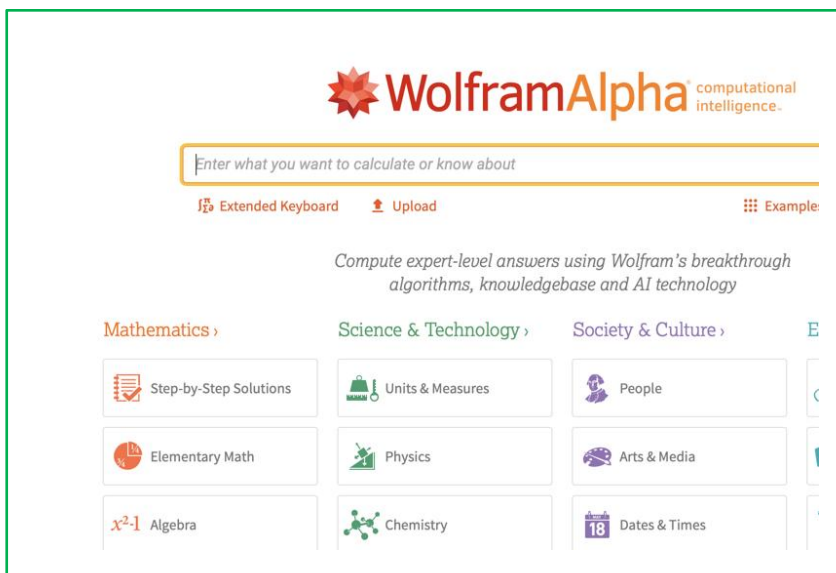 WolframAlpha computational
intelligence.
Enter what you want to calculate or know about
Extended Keyboard Upload Examples
Compute expert-level answers using Wolfram's breakthrough
algorithms, knowledgebase and AI technology
Mathematics › Science & Technology › Society & Culture › E
Step-by-Step Solutions Units & Measures People
Elementary Math Physics Arts & Media
x²-1 Algebra Chemistry 18 Dates & Times